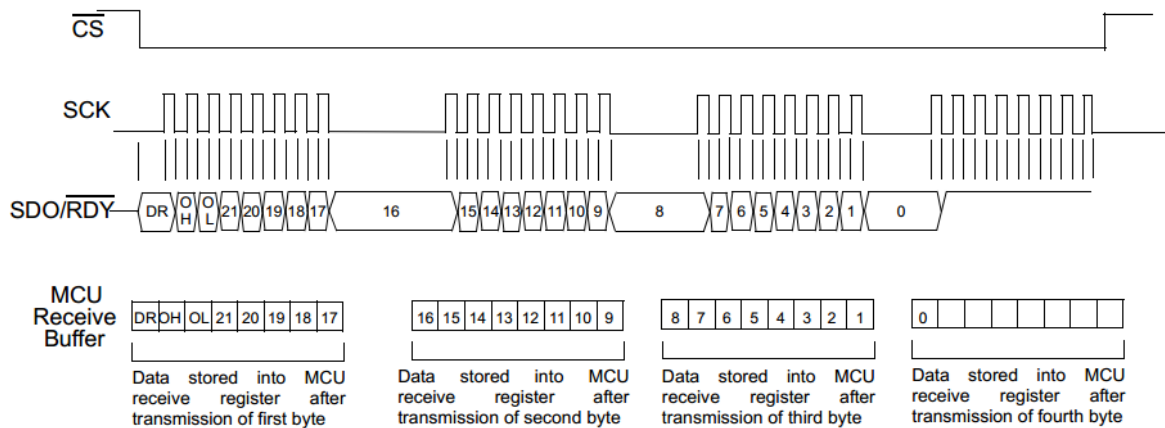 CS
SCK
SDO/RDY DR OH OL 21 20 19 18 17 16 15 14 13 12 11 10 9 8 7 6 5 4 3 2 1 0
MCU
Receive
Buffer
DR OH OL 21 20 19 18 17 16 15 14 13 12 11 10 9 8 7 6 5 4 3 2 1 0
Data stored into MCU
receive register after
transmission of first byte
Data stored into MCU
receive register after
transmission of second byte
Data stored into MCU
receive register after
transmission of third byte
Data stored into MCU
receive register after
transmission of fourth byte